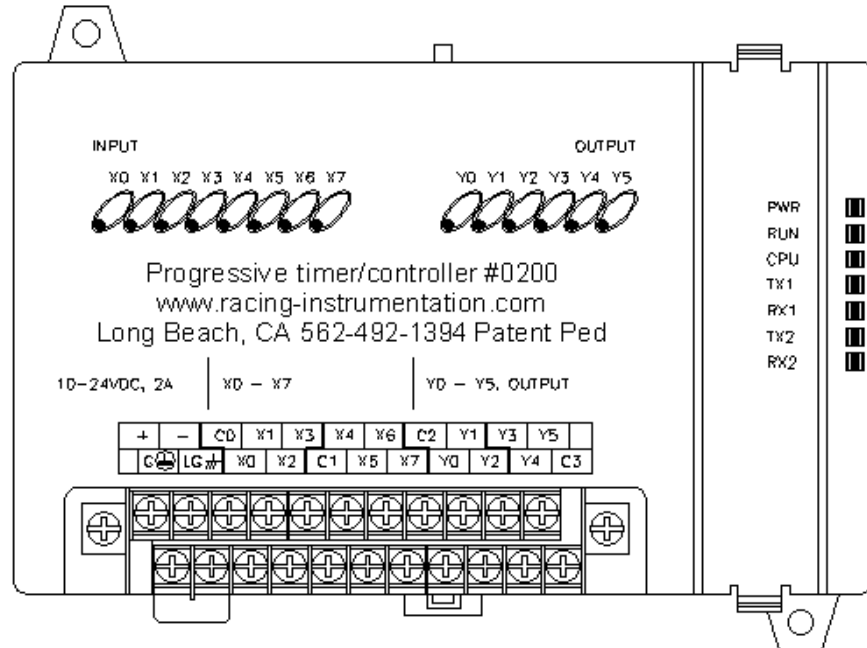 INPUT OUTPUT
X0 X1 X2 X3 X4 X5 X6 X7 Y0 Y1 Y2 Y3 Y4 Y5
PWR
RUN
CPU
TX1
RX1
TX2
RX2
Progressive timer/controller #0200
www.racing-instrumentation.com
Long Beach, CA 562-492-1394 Patent Ped
10-24VDC, 2A X0 - X7 Y0 - Y5, OUTPUT
+ - C0 X1 X3 X4 X6 C2 Y1 Y3 Y5
G LG X0 X2 C1 X5 X7 Y0 Y2 Y4 C3